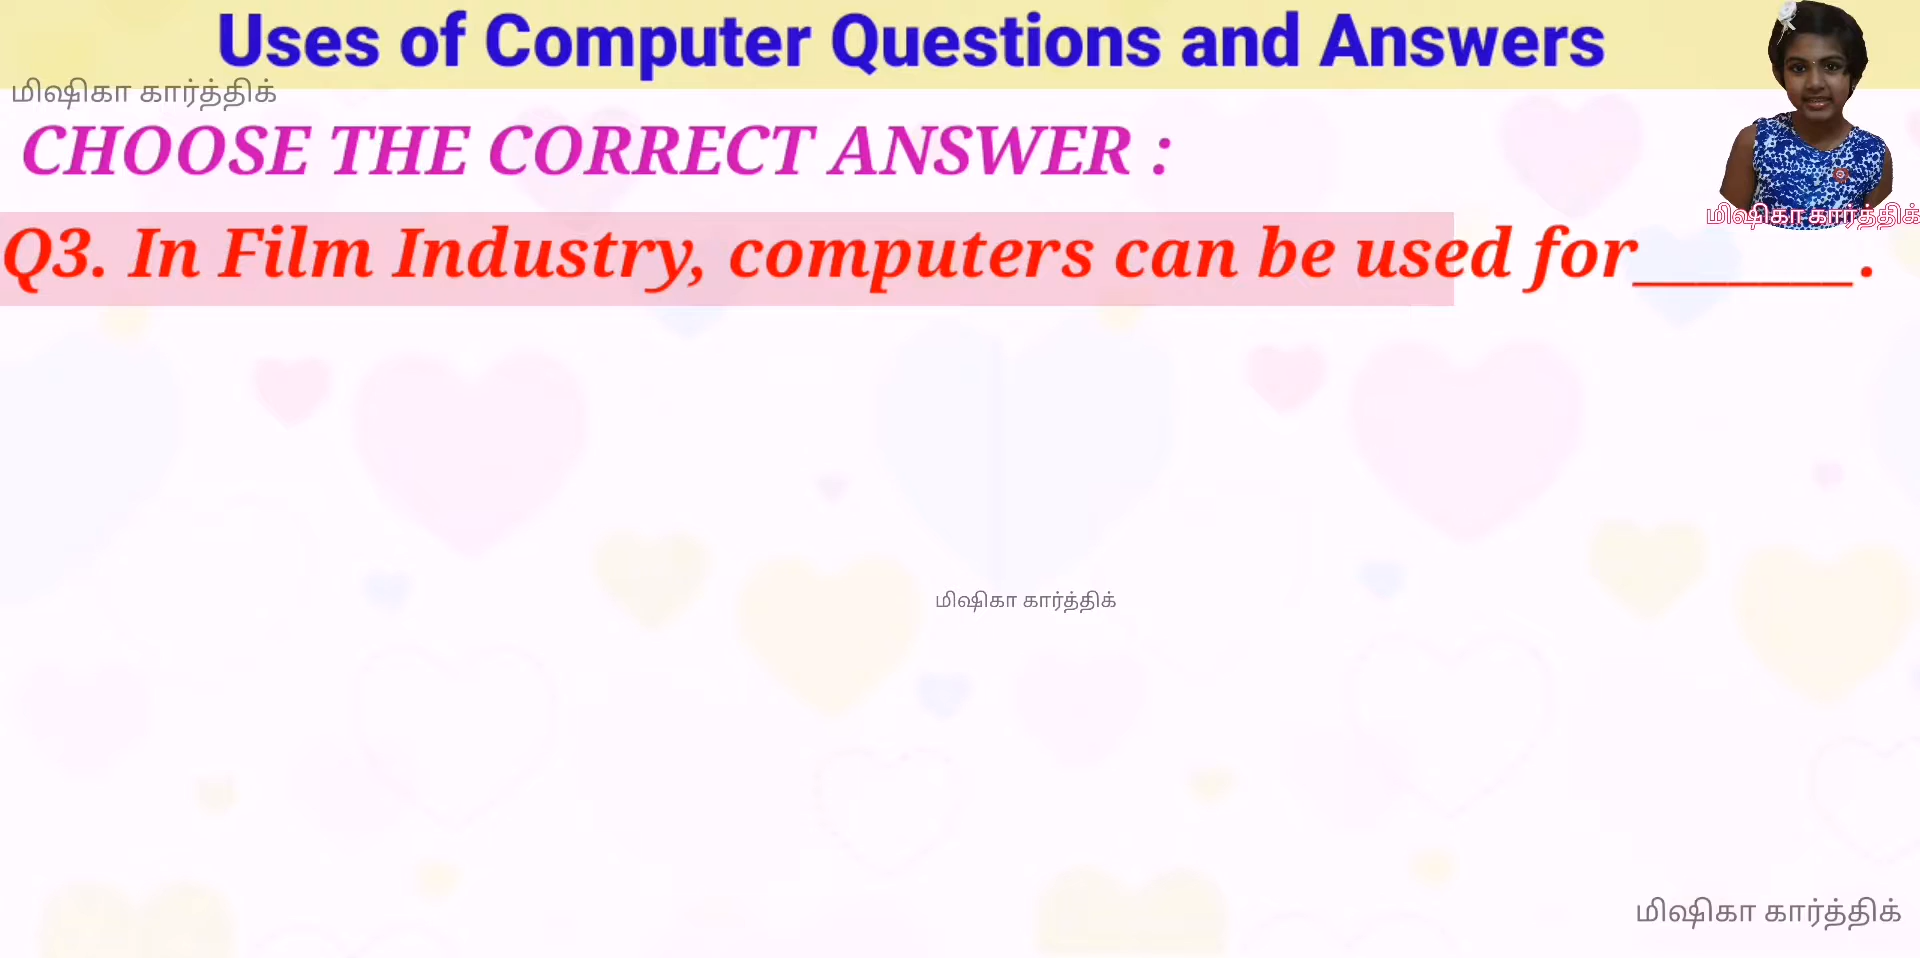 Uses of Computer Questions and Answers
மிஷிகா கார்த்திக்
CHOOSE THE CORRECT ANSWER :
மிஷிகா கார்த்திக்
Q3. In Film Industry, computers can be used for_______.
மிஷிகா கார்த்திக்
மிஷிகா கார்த்திக்